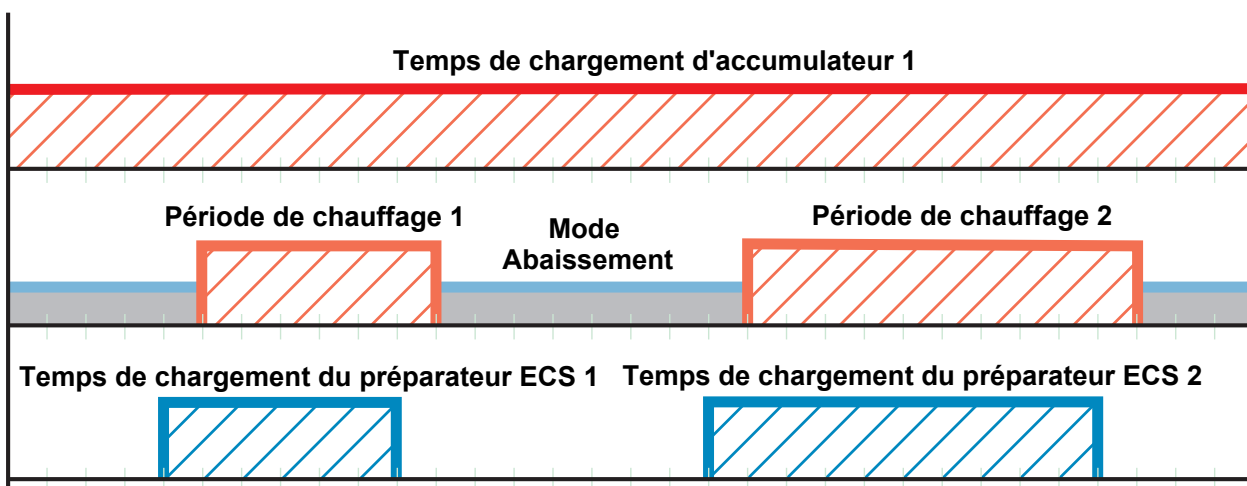 Temps de chargement d'accumulateur 1
Période de chauffage 1
Mode
Abaissement
Période de chauffage 2
Temps de chargement du préparateur ECS 1
Temps de chargement du préparateur ECS 2